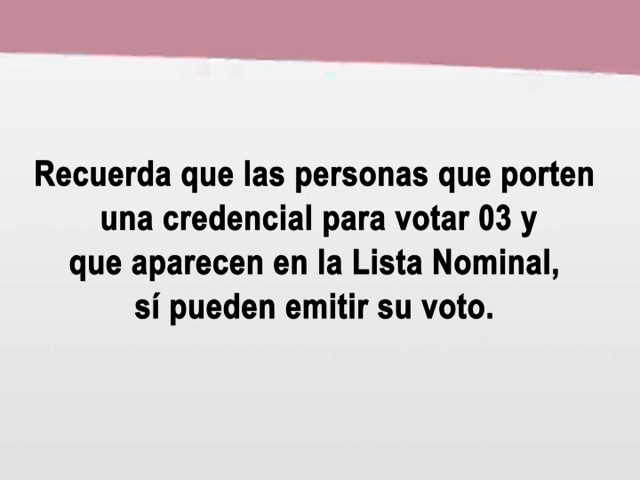 Recuerda que las personas que porten
una credencial para votar 03 y
que aparecen en la Lista Nominal,
sí pueden emitir su voto.